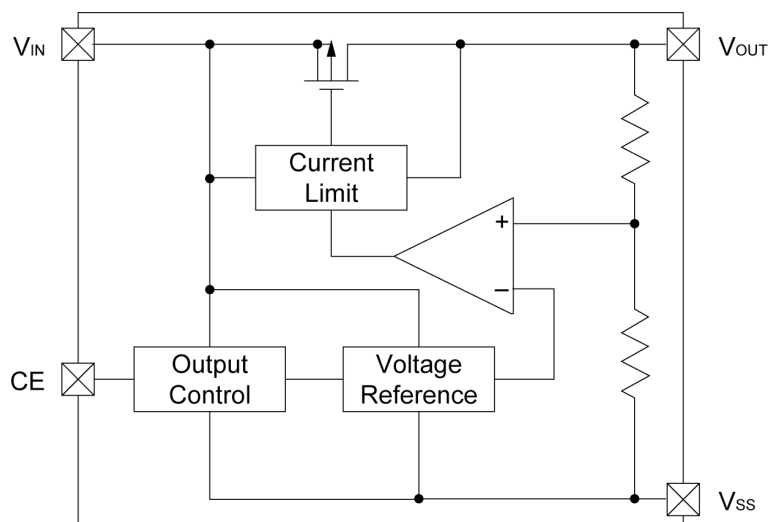 VIN
VOUT
Current
Limit
+
−
CE
Output
Control
Voltage
Reference
VSS